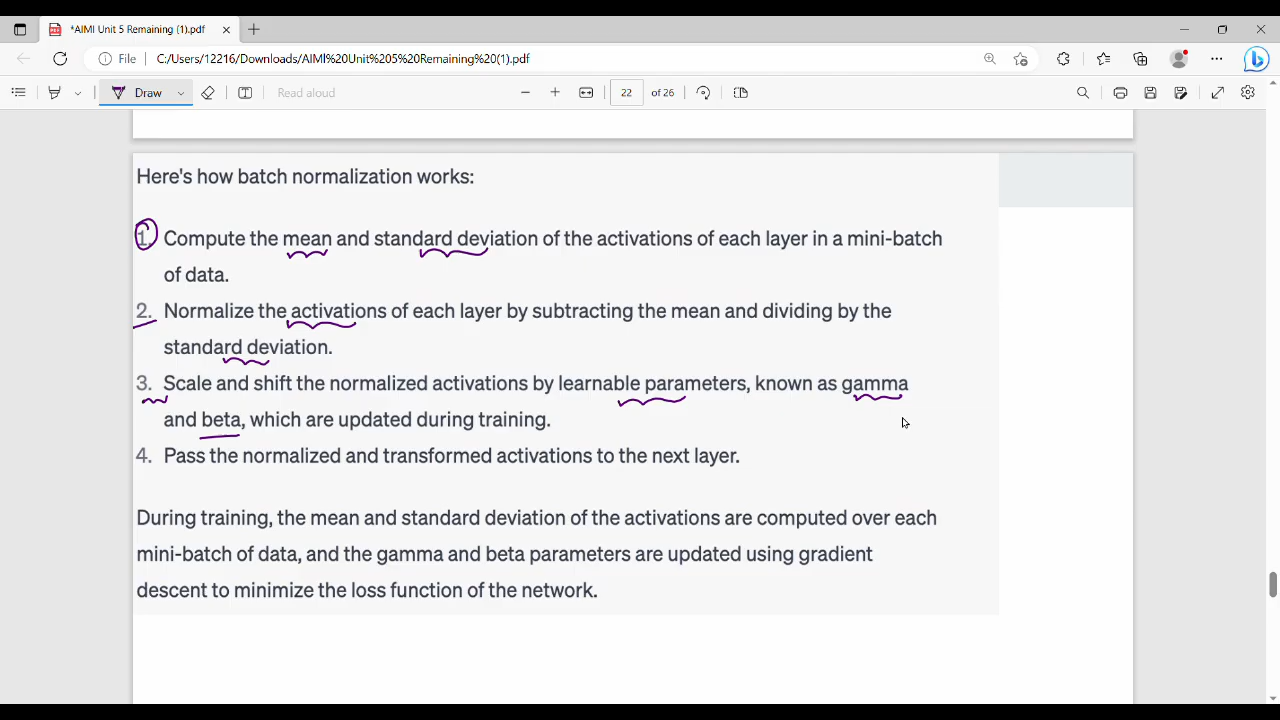 *AIMI Unit 5 Remaining (1).pdf
File C:/Users/12216/Downloads/AIMI%20Unit%205%20Remaining%20(1).pdf
Draw Read aloud 22 of 26
Here's how batch normalization works:
1. Compute the mean and standard deviation of the activations of each layer in a mini-batch
of data.
2. Normalize the activations of each layer by subtracting the mean and dividing by the
standard deviation.
3. Scale and shift the normalized activations by learnable parameters, known as gamma
and beta, which are updated during training.
4. Pass the normalized and transformed activations to the next layer.
During training, the mean and standard deviation of the activations are computed over each
mini-batch of data, and the gamma and beta parameters are updated using gradient
descent to minimize the loss function of the network.